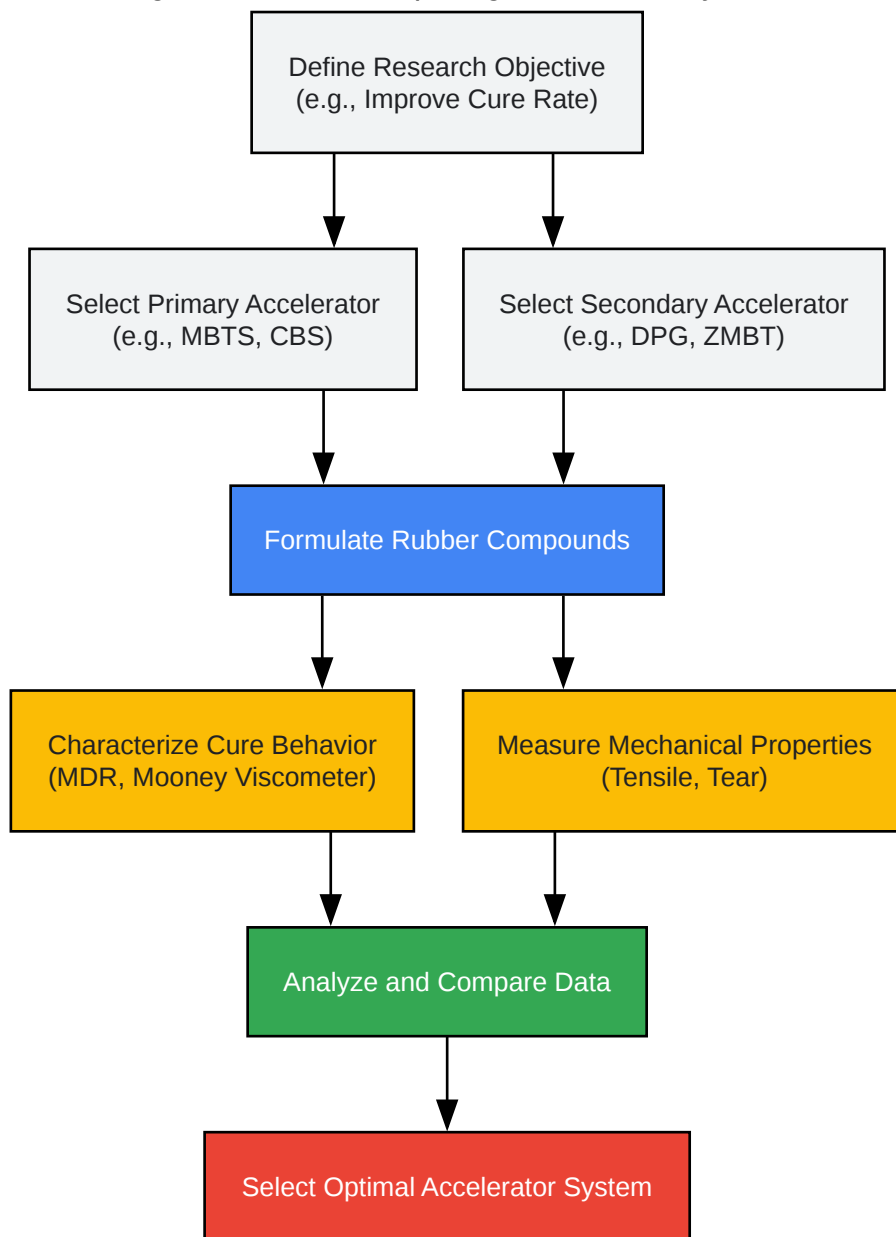 Define Research Objective
(e.g., Improve Cure Rate)
Select Primary Accelerator
(e.g., MBTS, CBS)
Select Secondary Accelerator
(e.g., DPG, ZMBT)
Formulate Rubber Compounds
Characterize Cure Behavior
(MDR, Mooney Viscometer)
Measure Mechanical Properties
(Tensile, Tear)
Analyze and Compare Data
Select Optimal Accelerator System